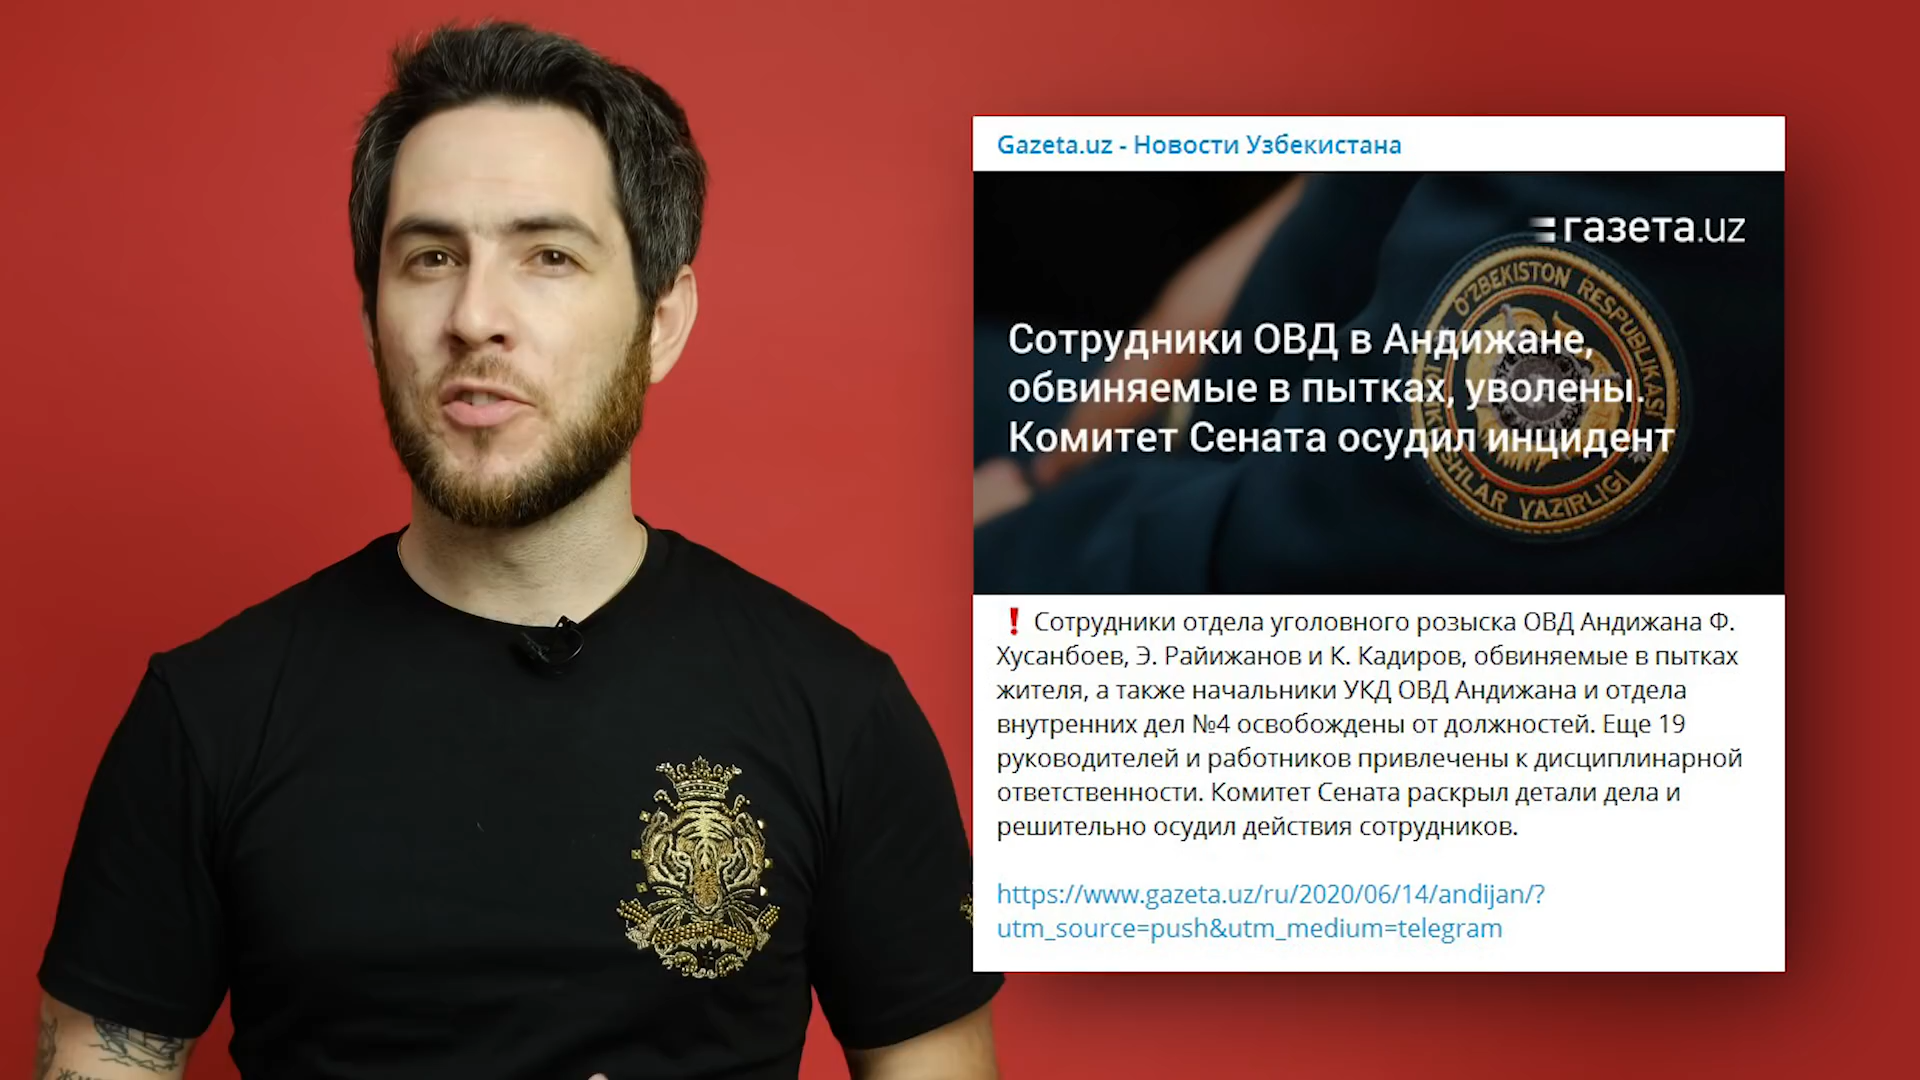 Gazeta.uz - Новости Узбекистана
газета.uz
O'ZBEKISTON RESPUBLIKASI
ISHLAR VAZIRLIGI
Сотрудники ОВД в Андижане,
обвиняемые в пытках, уволены.
Комитет Сената осудил инцидент
❗ Сотрудники отдела уголовного розыска ОВД Андижана Ф.
Хусанбоев, Э. Райижанов и К. Кадиров, обвиняемые в пытках
жителя, а также начальники УКД ОВД Андижана и отдела
внутренних дел №4 освобождены от должностей. Еще 19
руководителей и работников привлечены к дисциплинарной
ответственности. Комитет Сената раскрыл детали дела и
решительно осудил действия сотрудников.
https://www.gazeta.uz/ru/2020/06/14/andijan/?
utm_source=push&utm_medium=telegram